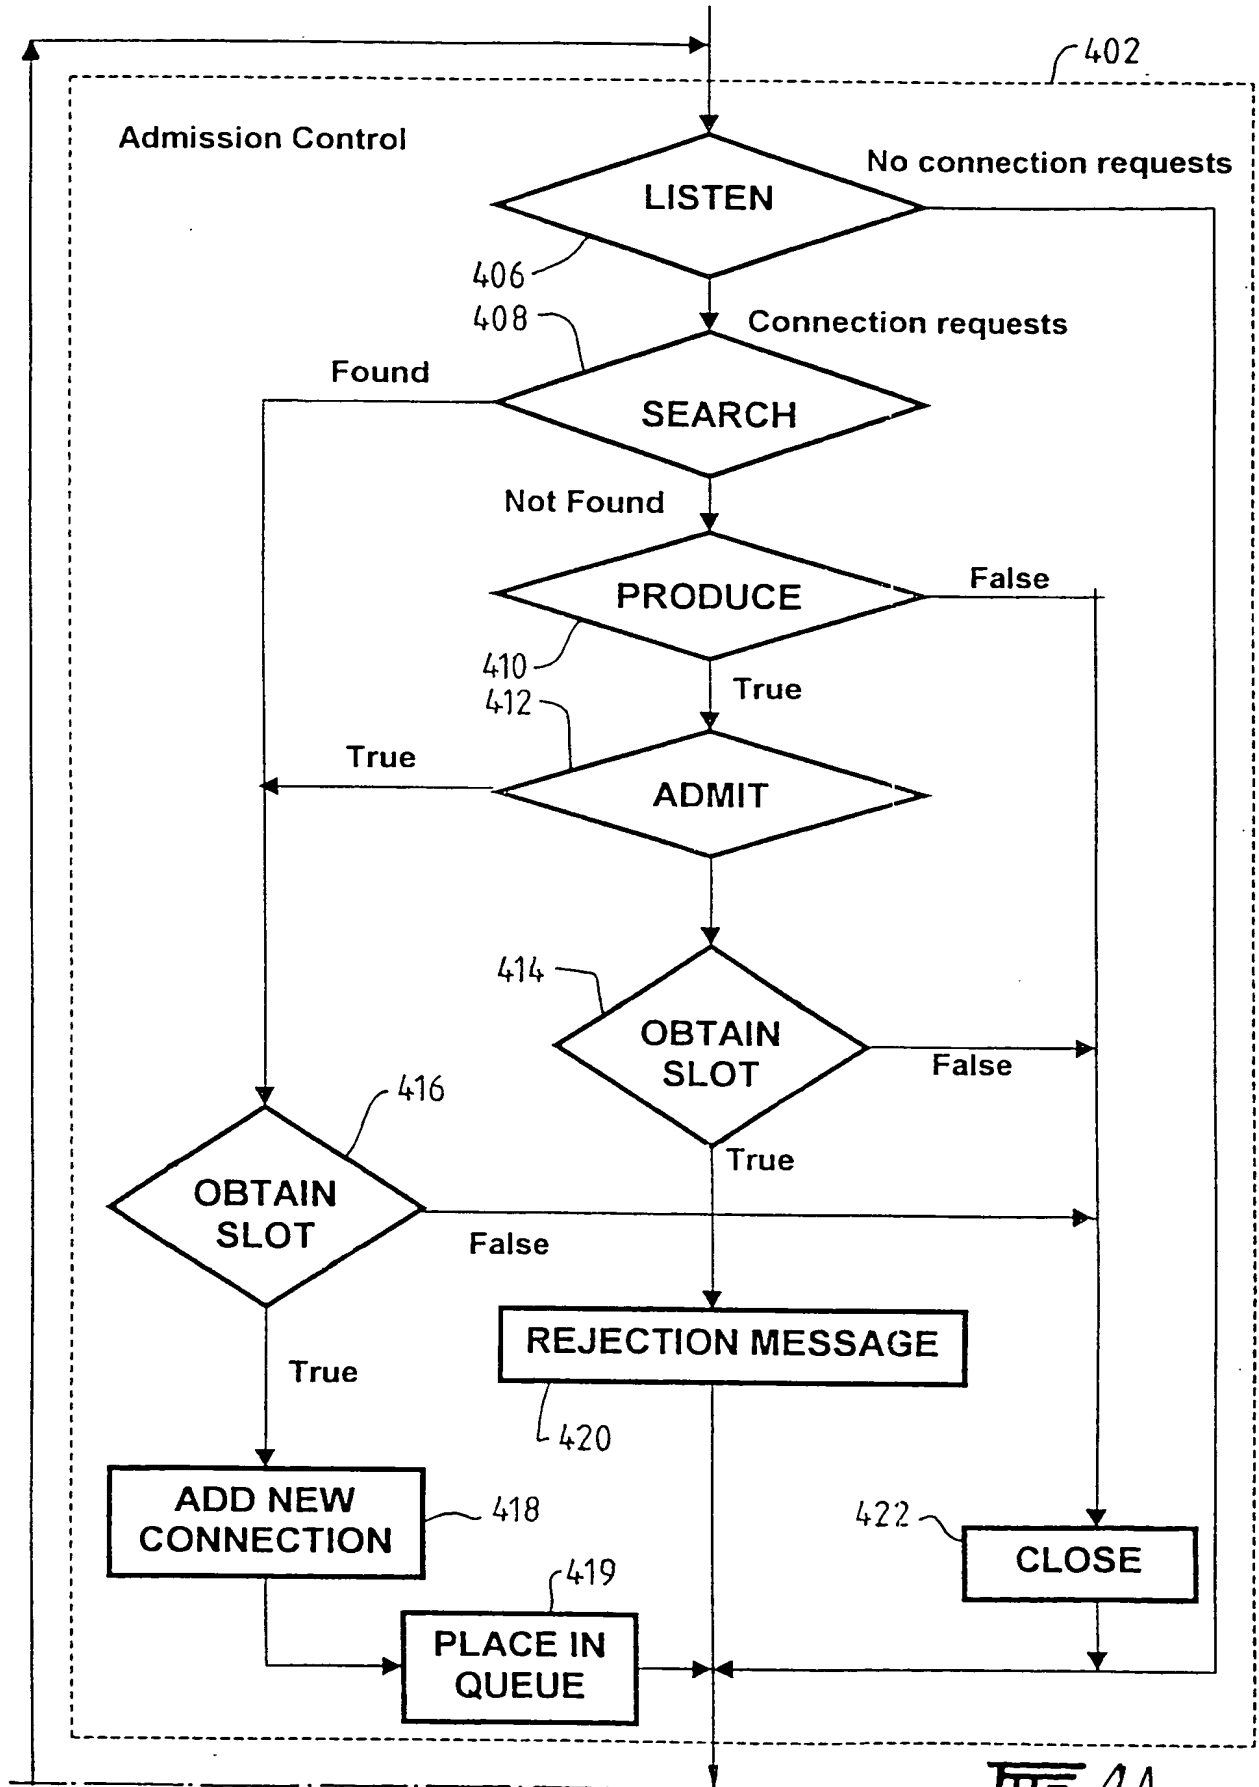 402
Admission Control
No connection requests
LISTEN
406
408
Connection requests
Found
SEARCH
Not Found
PRODUCE
False
410
True
412
True
ADMIT
414
OBTAIN
SLOT
False
416
True
OBTAIN
SLOT
False
REJECTION MESSAGE
True
420
ADD NEW
CONNECTION
418
422
CLOSE
419
PLACE IN
QUEUE